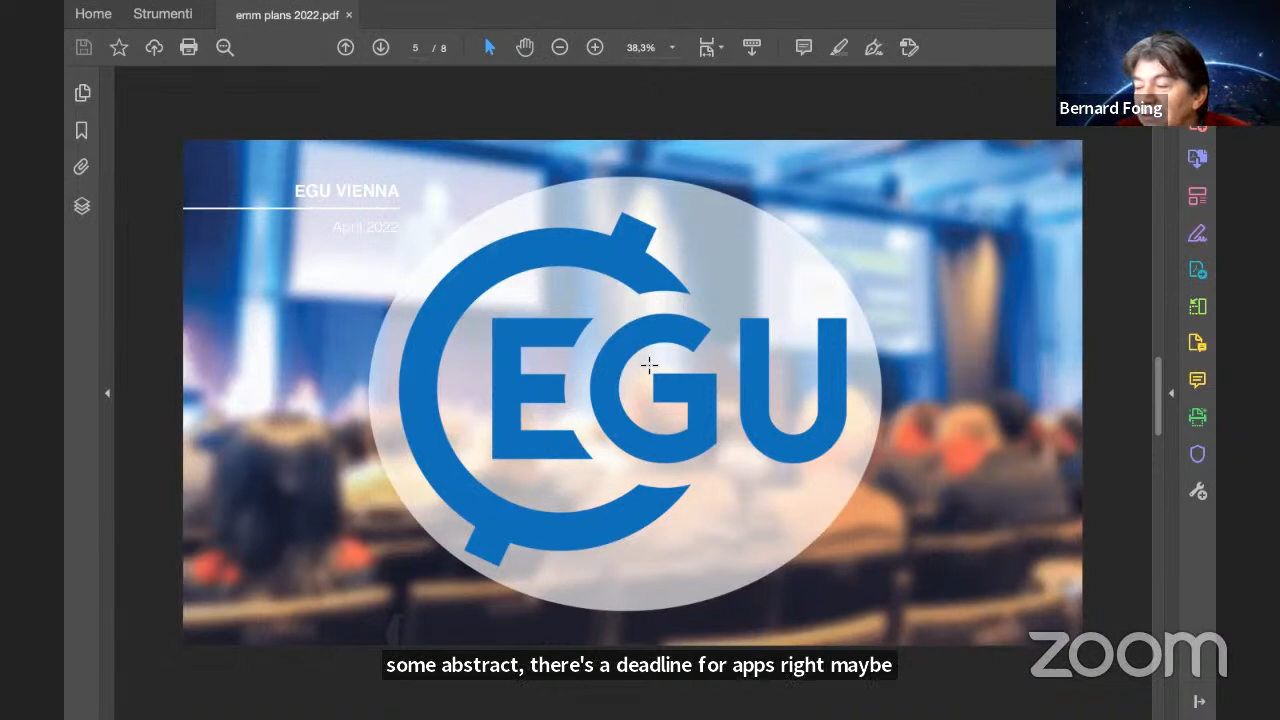 Home Strumenti emm plans 2022.pdf ×
5 / 8 38,3%
Bernard Foing
EGU VIENNA
April 2022
EGU
some abstract, there's a deadline for apps right maybe
zoom